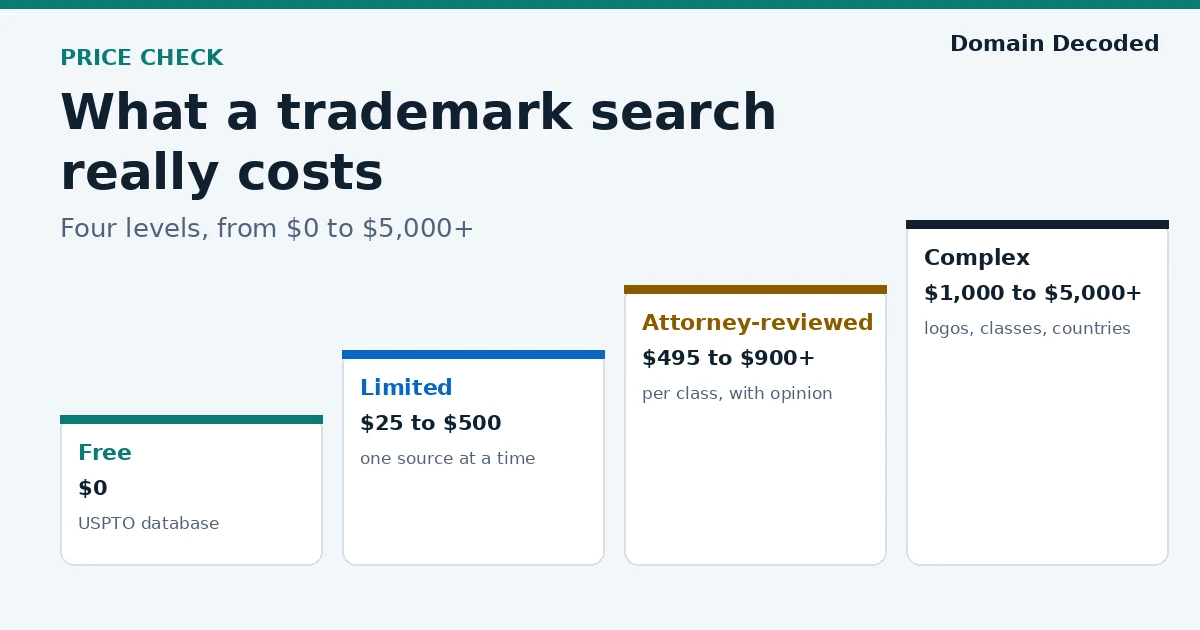 PRICE CHECK
Domain Decoded
What a trademark search
really costs
Four levels, from $0 to $5,000+
Free
$0
USPTO database
Limited
$25 to $500
one source at a time
Attorney-reviewed
$495 to $900+
per class, with opinion
Complex
$1,000 to $5,000+
logos, classes, countries